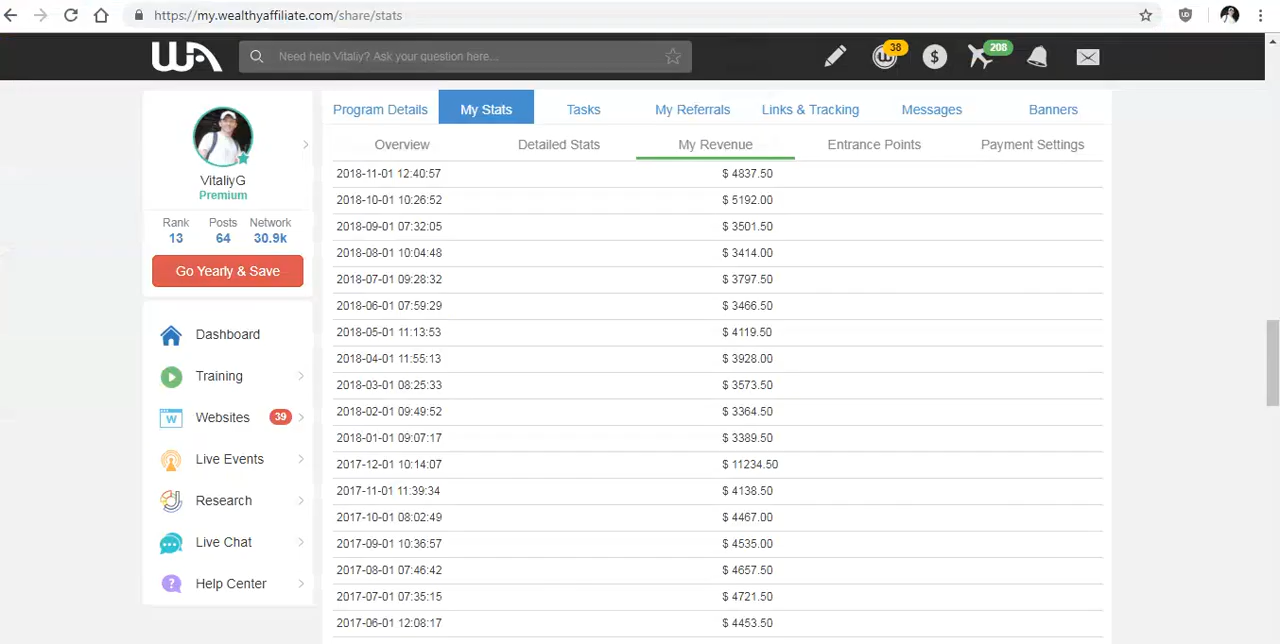 https://my.wealthyaffiliate.com/share/stats
WA
Need help Vitaliy? Ask your question here...
38
$
208
VitaliyG
Premium
Rank Posts Network
13 64 30.9k
Go Yearly & Save
Dashboard
Training
Websites 39
Live Events
Research
Live Chat
Help Center
Program Details My Stats Tasks My Referrals Links & Tracking Messages Banners
Overview Detailed Stats My Revenue Entrance Points Payment Settings
2018-11-01 12:40:57 $ 4837.50
2018-10-01 10:26:52 $ 5192.00
2018-09-01 07:32:05 $ 3501.50
2018-08-01 10:04:48 $ 3414.00
2018-07-01 09:28:32 $ 3797.50
2018-06-01 07:59:29 $ 3466.50
2018-05-01 11:13:53 $ 4119.50
2018-04-01 11:55:13 $ 3928.00
2018-03-01 08:25:33 $ 3573.50
2018-02-01 09:49:52 $ 3364.50
2018-01-01 09:07:17 $ 3389.50
2017-12-01 10:14:07 $ 11234.50
2017-11-01 11:39:34 $ 4138.50
2017-10-01 08:02:49 $ 4467.00
2017-09-01 10:36:57 $ 4535.00
2017-08-01 07:46:42 $ 4657.50
2017-07-01 07:35:15 $ 4721.50
2017-06-01 12:08:17 $ 4453.50